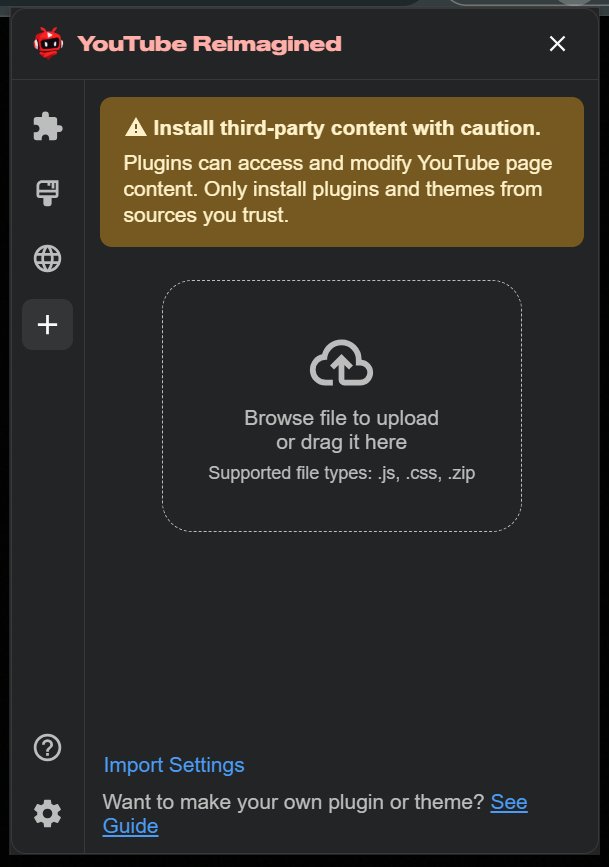 YouTube Reimagined
Install third-party content with caution.
Plugins can access and modify YouTube page
content. Only install plugins and themes from
sources you trust.
Browse file to upload
or drag it here
Supported file types: .js, .css, .zip
Import Settings
Want to make your own plugin or theme? See
Guide